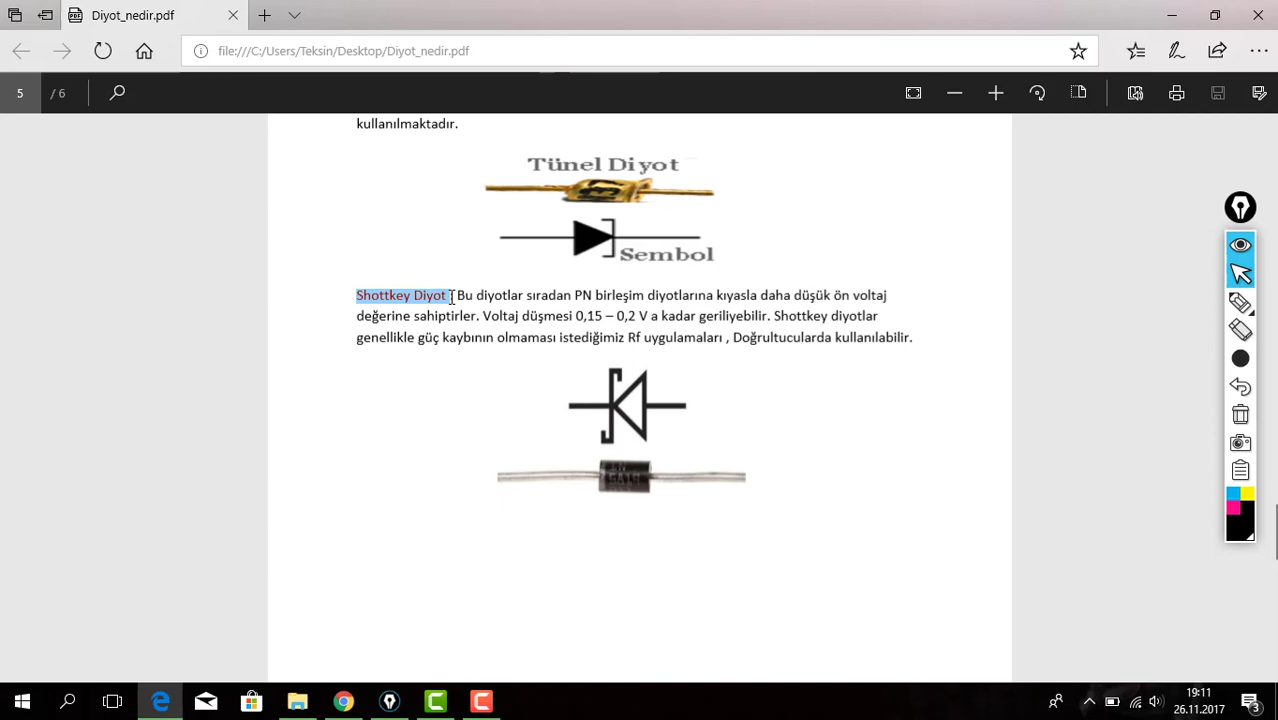 Diyot_nedir.pdf
file:///C:/Users/Teksin/Desktop/Diyot_nedir.pdf
5 / 6
kullanılmaktadır.
Tünel Diyot
Sembol
Shottkey Diyot : Bu diyotlar sıradan PN birleşim diyotlarına kıyasla daha düşük ön voltaj
değerine sahiptirler. Voltaj düşmesi 0,15 – 0,2 V a kadar geriliyebilir. Shottkey diyotlar
genellikle güç kaybının olmaması istediğimiz Rf uygulamaları , Doğrultucularda kullanılabilir.
19:11
26.11.2017
3